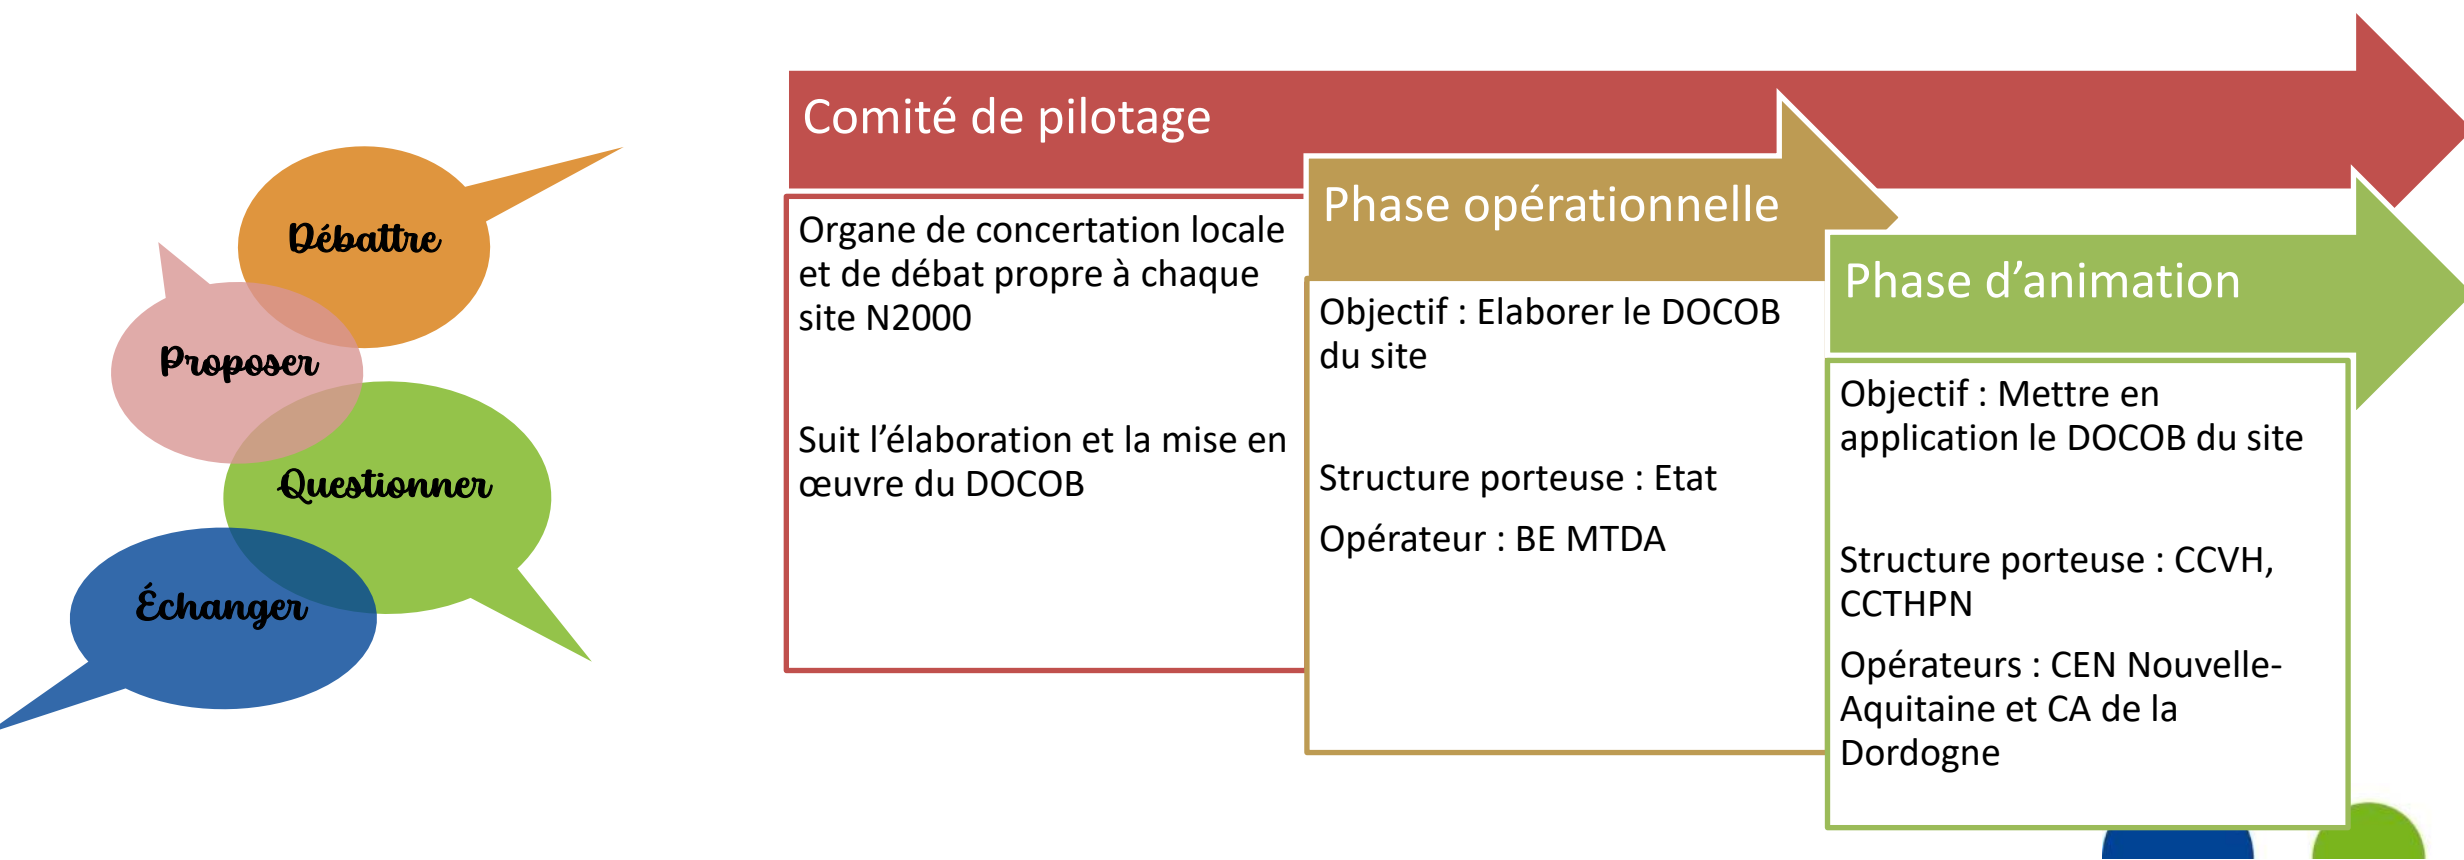 Débattre
Proposer
Questionner
Échanger
Comité de pilotage
Organe de concertation locale
et de débat propre à chaque
site N2000
Suit l’élaboration et la mise en
œuvre du DOCOB
Phase opérationnelle
Objectif : Elaborer le DOCOB
du site
Structure porteuse : Etat
Opérateur : BE MTDA
Phase d’animation
Objectif : Mettre en
application le DOCOB du site
Structure porteuse : CCVH,
CCTHPN
Opérateurs : CEN Nouvelle-
Aquitaine et CA de la
Dordogne